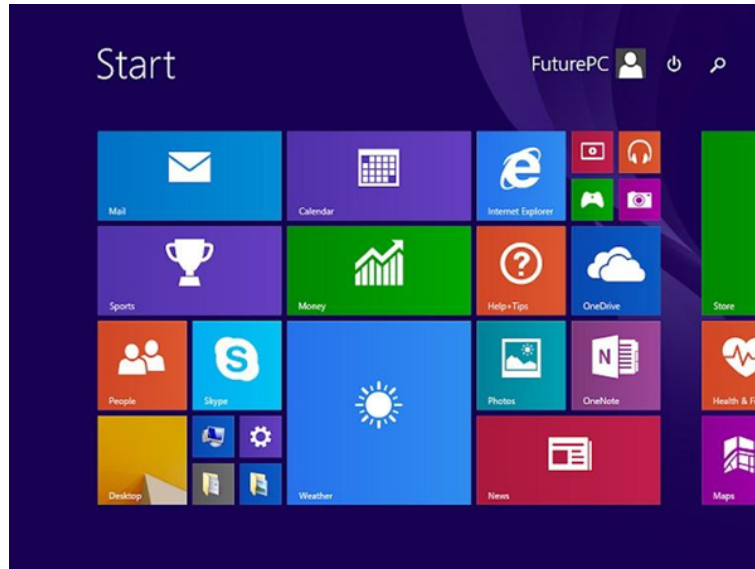 Start
FuturePC
Mail
Calendar
Internet Explorer
Sports
Money
Help+Tips
OneDrive
Store
People
Skype
Photos
OneNote
Health & F
Desktop
Weather
News
Maps